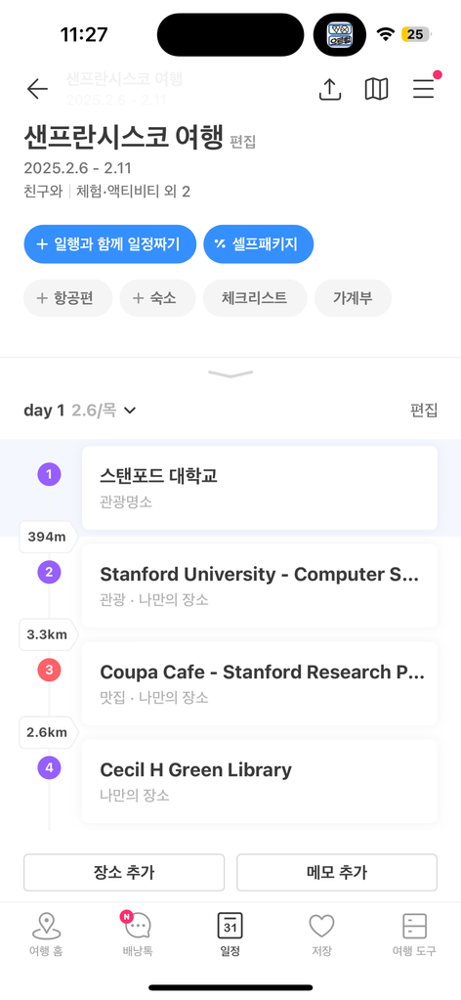 11:27
25
샌프란시스코 여행
2025.2.6 - 2.11
샌프란시스코 여행 편집
2025.2.6 - 2.11
친구와 | 체험·액티비티 외 2
+ 일행과 함께 일정짜기
셀프패키지
+ 항공편
+ 숙소
체크리스트
가계부
day 1 2.6/목
편집
1
스탠포드 대학교
관광명소
394m
2
Stanford University - Computer S...
관광 · 나만의 장소
3.3km
3
Coupa Cafe - Stanford Research P...
맛집 · 나만의 장소
2.6km
4
Cecil H Green Library
나만의 장소
장소 추가
메모 추가
N
31
여행 홈
배낭톡
일정
저장
여행 도구